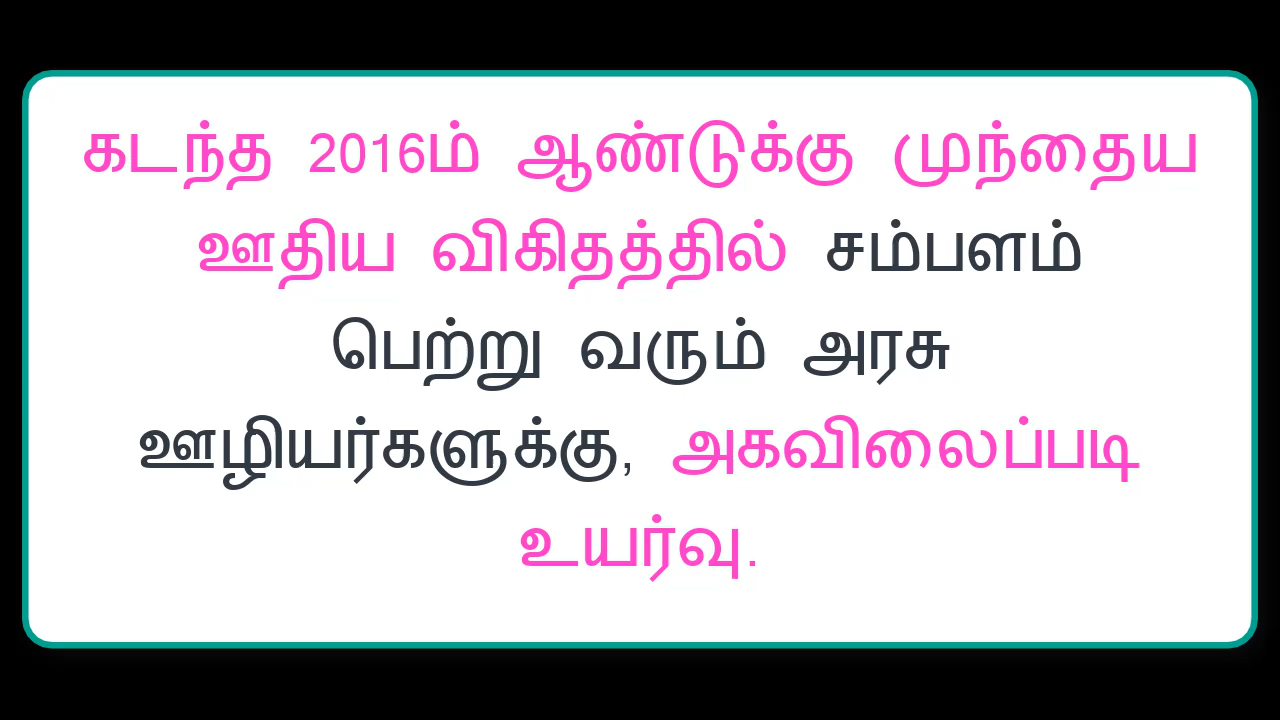 கடந்த 2016ம் ஆண்டுக்கு முந்தைய
ஊதிய விகிதத்தில் சம்பளம்
பெற்று வரும் அரசு
ஊழியர்களுக்கு, அகவிலைப்படி
உயர்வு.